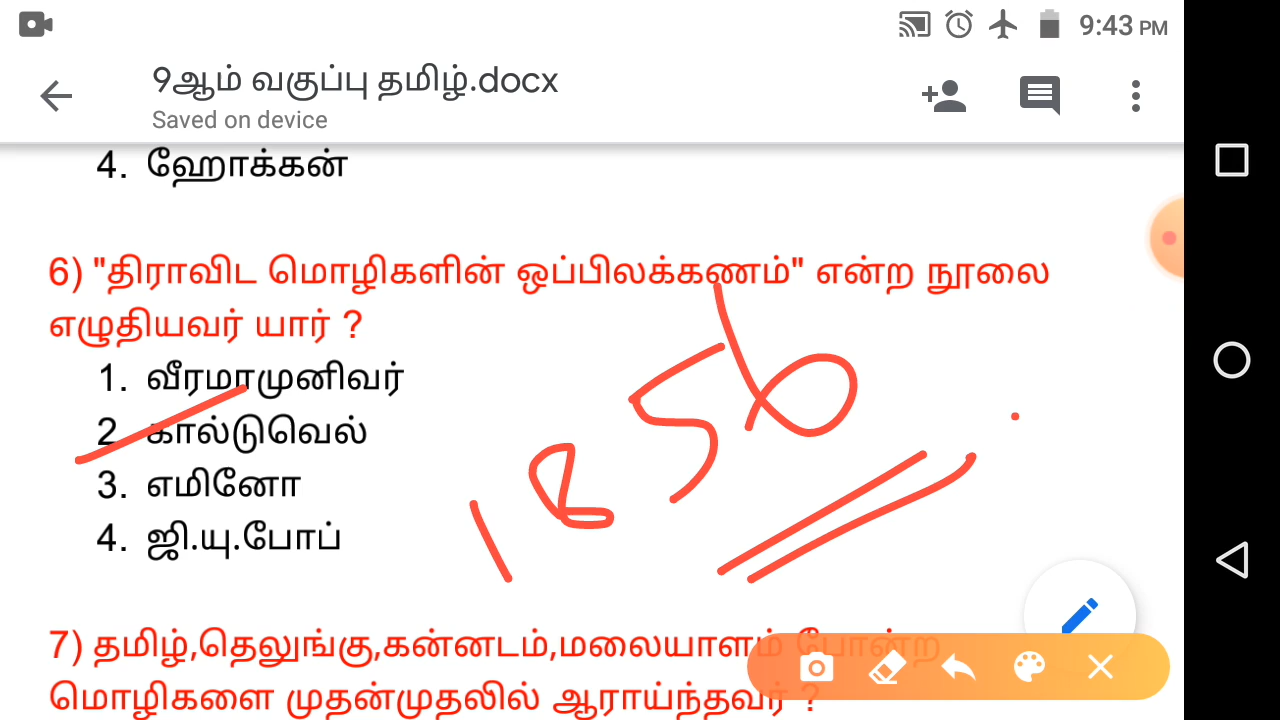 9:43 PM
9ஆம் வகுப்பு தமிழ்.docx
Saved on device
4. ஹோக்கன்
6) "திராவிட மொழிகளின் ஒப்பிலக்கணம்" என்ற நூலை
எழுதியவர் யார் ?
1. வீரமாமுனிவர்
2. கால்டுவெல்
3. எமினோ
4. ஜி.யு.போப்
1856
7) தமிழ்,தெலுங்கு,கன்னடம்,மலையாளம் போன்ற
மொழிகளை முதன்முதலில் ஆராய்ந்தவர் ?